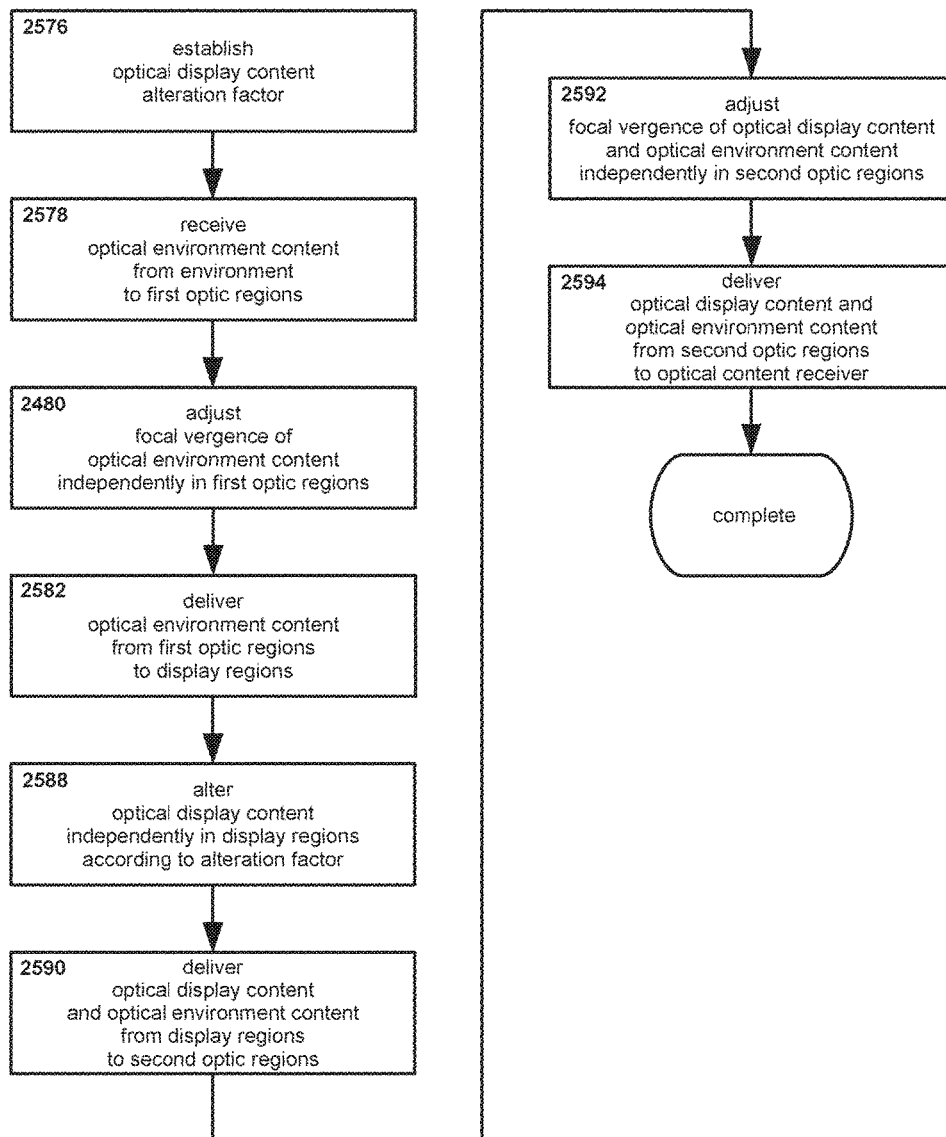 2576
establish
optical display content
alteration factor
2578
receive
optical environment content
from environment
to first optic regions
2480
adjust
focal vergence of
optical environment content
independently in first optic regions
2582
deliver
optical environment content
from first optic regions
to display regions
2588
alter
optical display content
independently in display regions
according to alteration factor
2590
deliver
optical display content
and optical environment content
from display regions
to second optic regions
2592
adjust
focal vergence of optical display content
and optical environment content
independently in second optic regions
2594
deliver
optical display content and
optical environment content
from second optic regions
to optical content receiver
complete